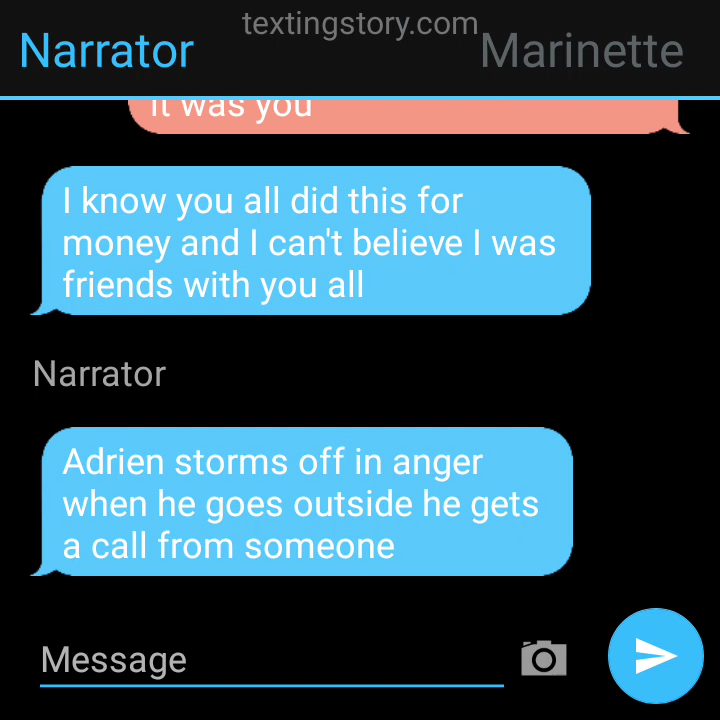 textingstory.com
Narrator
Marinette
it was you
I know you all did this for
money and I can't believe I was
friends with you all
Narrator
Adrien storms off in anger
when he goes outside he gets
a call from someone
Message